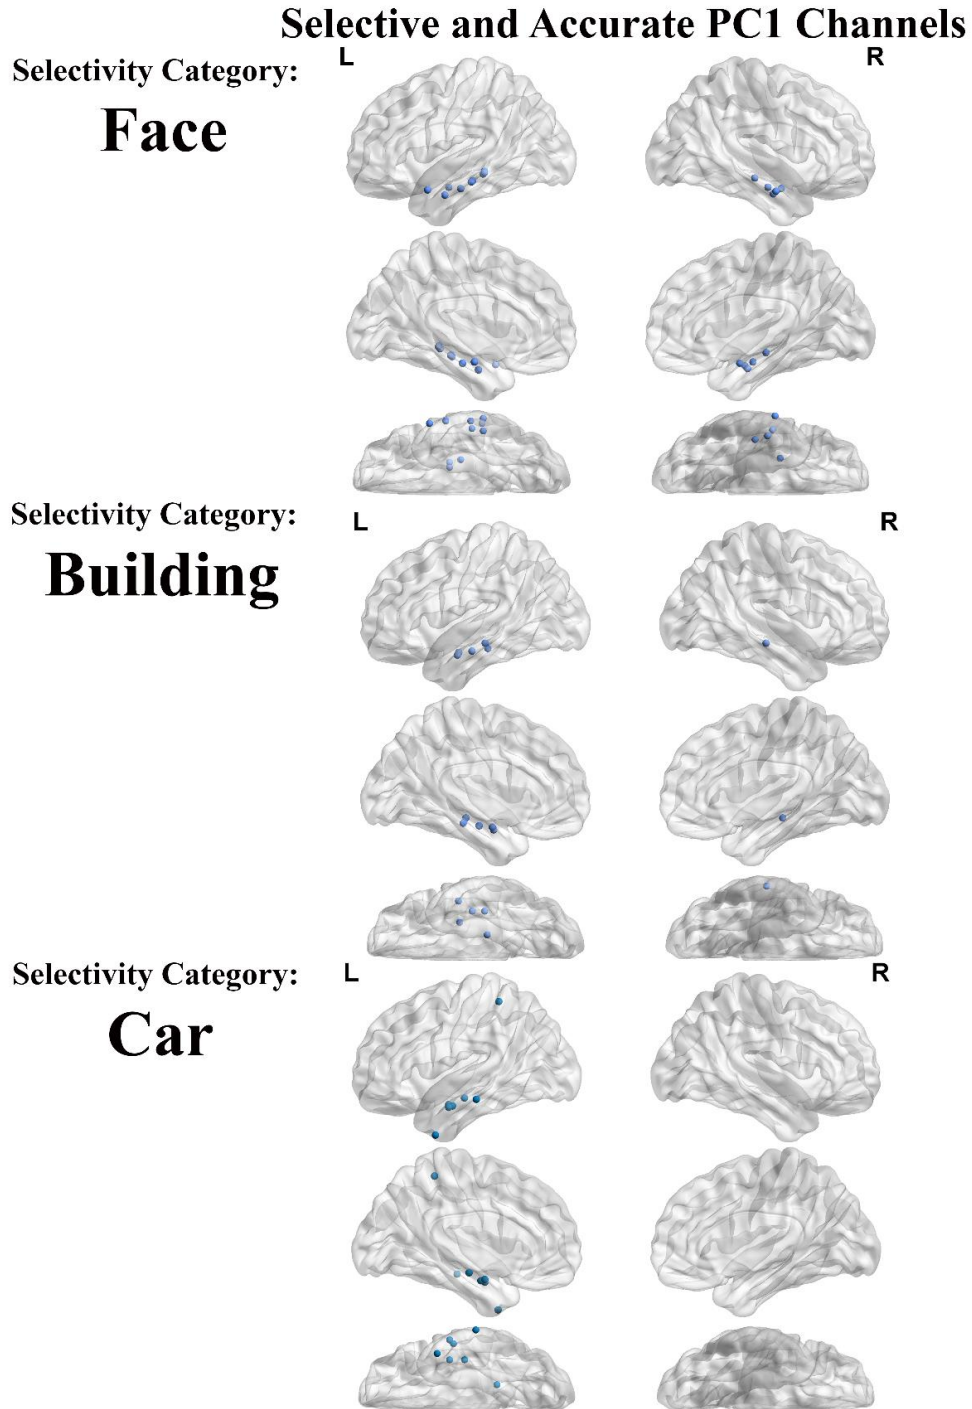 Selective and Accurate PC1 Channels
Selectivity Category:
Face
L
R
Selectivity Category:
Building
L
R
Selectivity Category:
Car
L
R